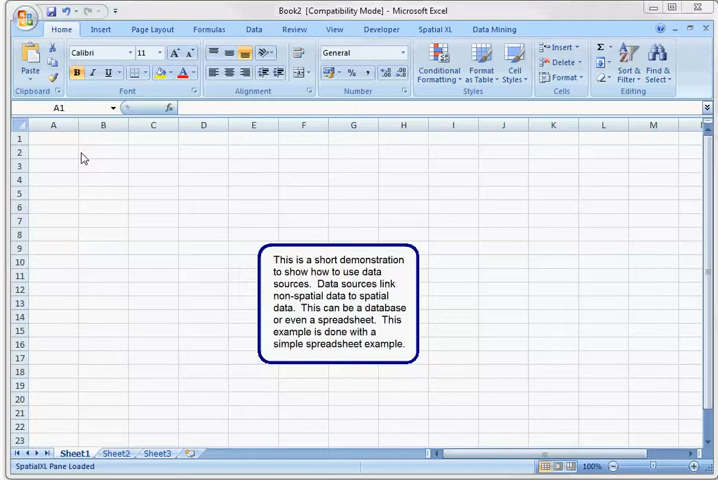 Book2 [Compatibility Mode] - Microsoft Excel
Home Insert Page Layout Formulas Data Review View Developer Spatial XL Data Mining
Paste
Clipboard
Calibri 11
B I U
Font
Alignment
General
$ % ,
Number
Conditional Formatting
Format as Table
Cell Styles
Styles
Insert
Delete
Format
Cells
Σ
Sort & Filter
Find & Select
Editing
A1 fx
A B C D E F G H I J K L M
1
2
3
4
5
6
7
8
9
10
11
12
13
14
15
16
17
18
19
20
21
22
23
This is a short demonstration
to show how to use data
sources. Data sources link
non-spatial data to spatial
data. This can be a database
or even a spreadsheet. This
example is done with a
simple spreadsheet example.
Sheet1 Sheet2 Sheet3
SpatialXL Pane Loaded 100%